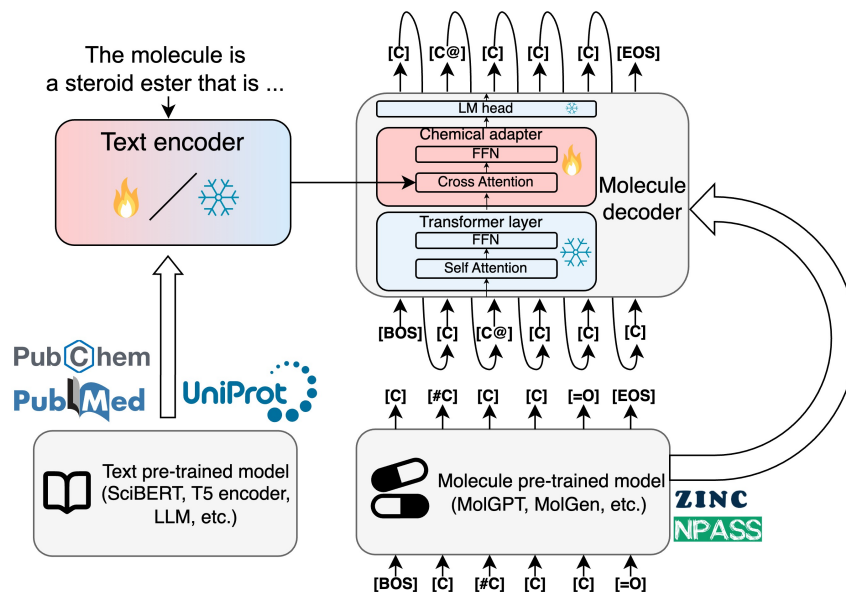 The molecule is
a steroid ester that is ...
Text encoder
[C] [C@] [C] [C] [C] [EOS]
LM head
Chemical adapter
FFN
Cross Attention
Molecule
decoder
Transformer layer
FFN
Self Attention
[BOS] [C] [C@] [C] [C] [C]
PubChem
PubMed
UniProt
Text pre-trained model
(SciBERT, T5 encoder,
LLM, etc.)
[C] [#C] [C] [C] [=O] [EOS]
Molecule pre-trained model
(MolGPT, MolGen, etc.)
ZINC
NPASS
[BOS] [C] [#C] [C] [C] [=O]